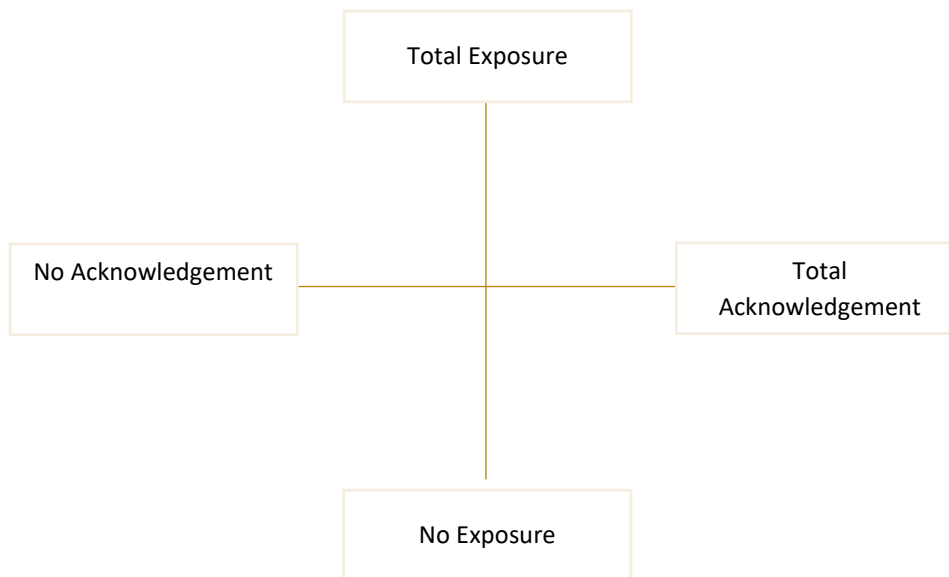 Total Exposure
No Acknowledgement
Total
Acknowledgement
No Exposure